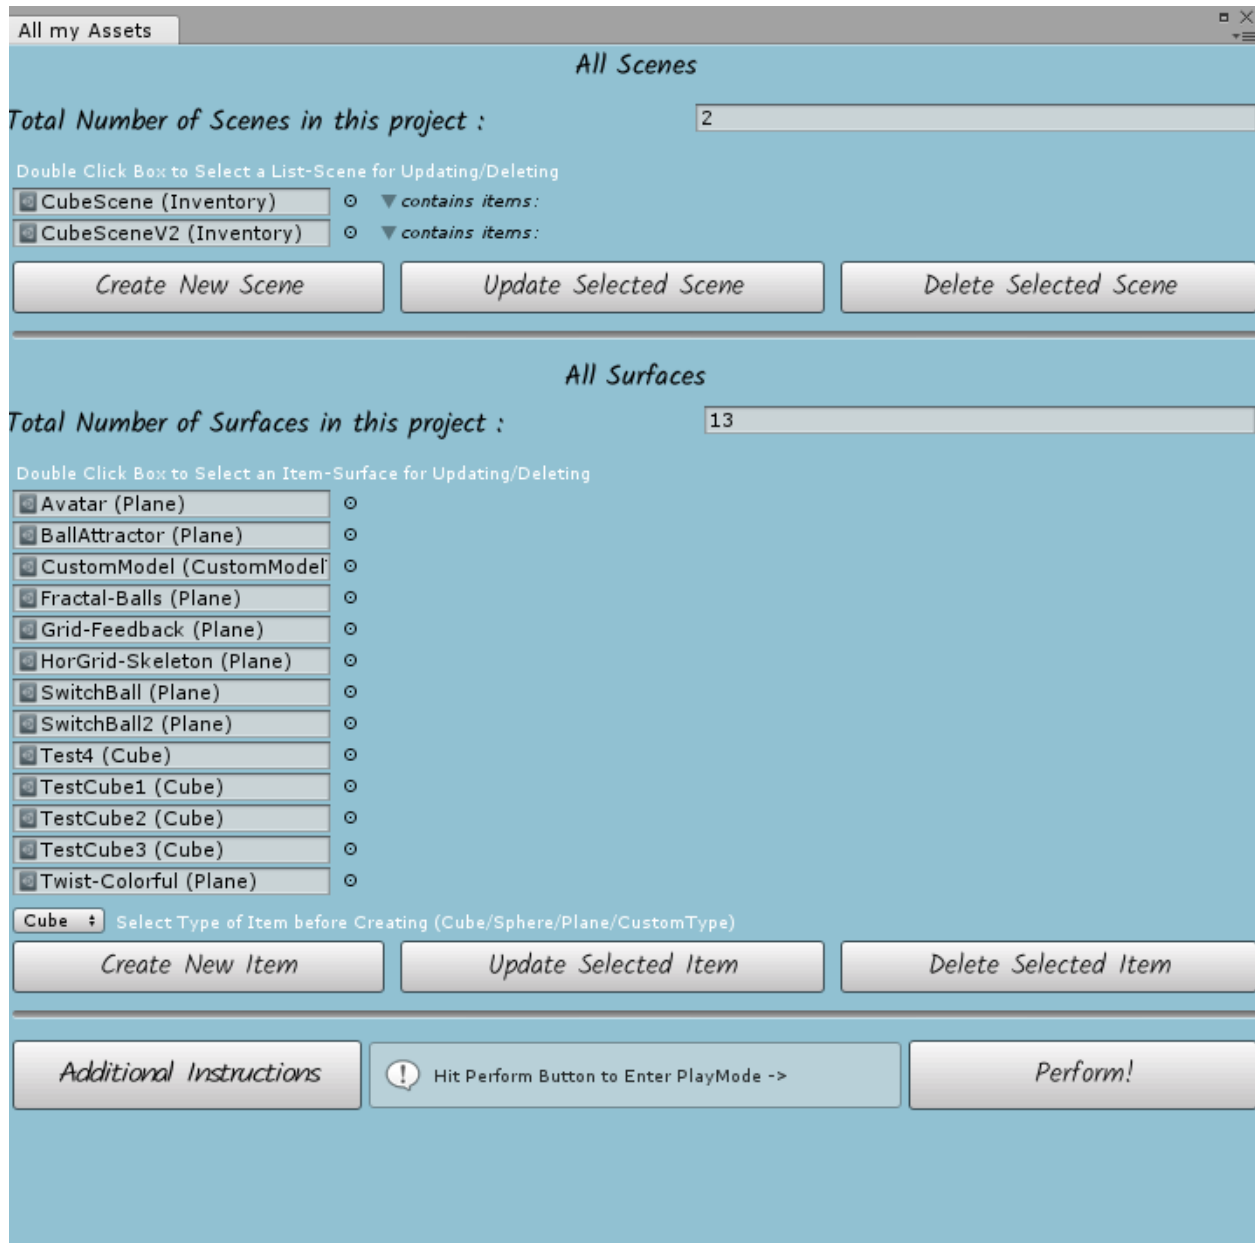 All my Assets
All Scenes
Total Number of Scenes in this project : 2
Double Click Box to Select a List-Scene for Updating/Deleting
CubeScene (Inventory) contains items:
CubeSceneV2 (Inventory) contains items:
Create New Scene Update Selected Scene Delete Selected Scene
All Surfaces
Total Number of Surfaces in this project : 13
Double Click Box to Select an Item-Surface for Updating/Deleting
Avatar (Plane)
BallAttractor (Plane)
CustomModel (CustomModel
Fractal-Balls (Plane)
Grid-Feedback (Plane)
HorGrid-Skeleton (Plane)
SwitchBall (Plane)
SwitchBall2 (Plane)
Test4 (Cube)
TestCube1 (Cube)
TestCube2 (Cube)
TestCube3 (Cube)
Twist-Colorful (Plane)
Cube Select Type of Item before Creating (Cube/Sphere/Plane/CustomType)
Create New Item Update Selected Item Delete Selected Item
Additional Instructions Hit Perform Button to Enter PlayMode -> Perform!